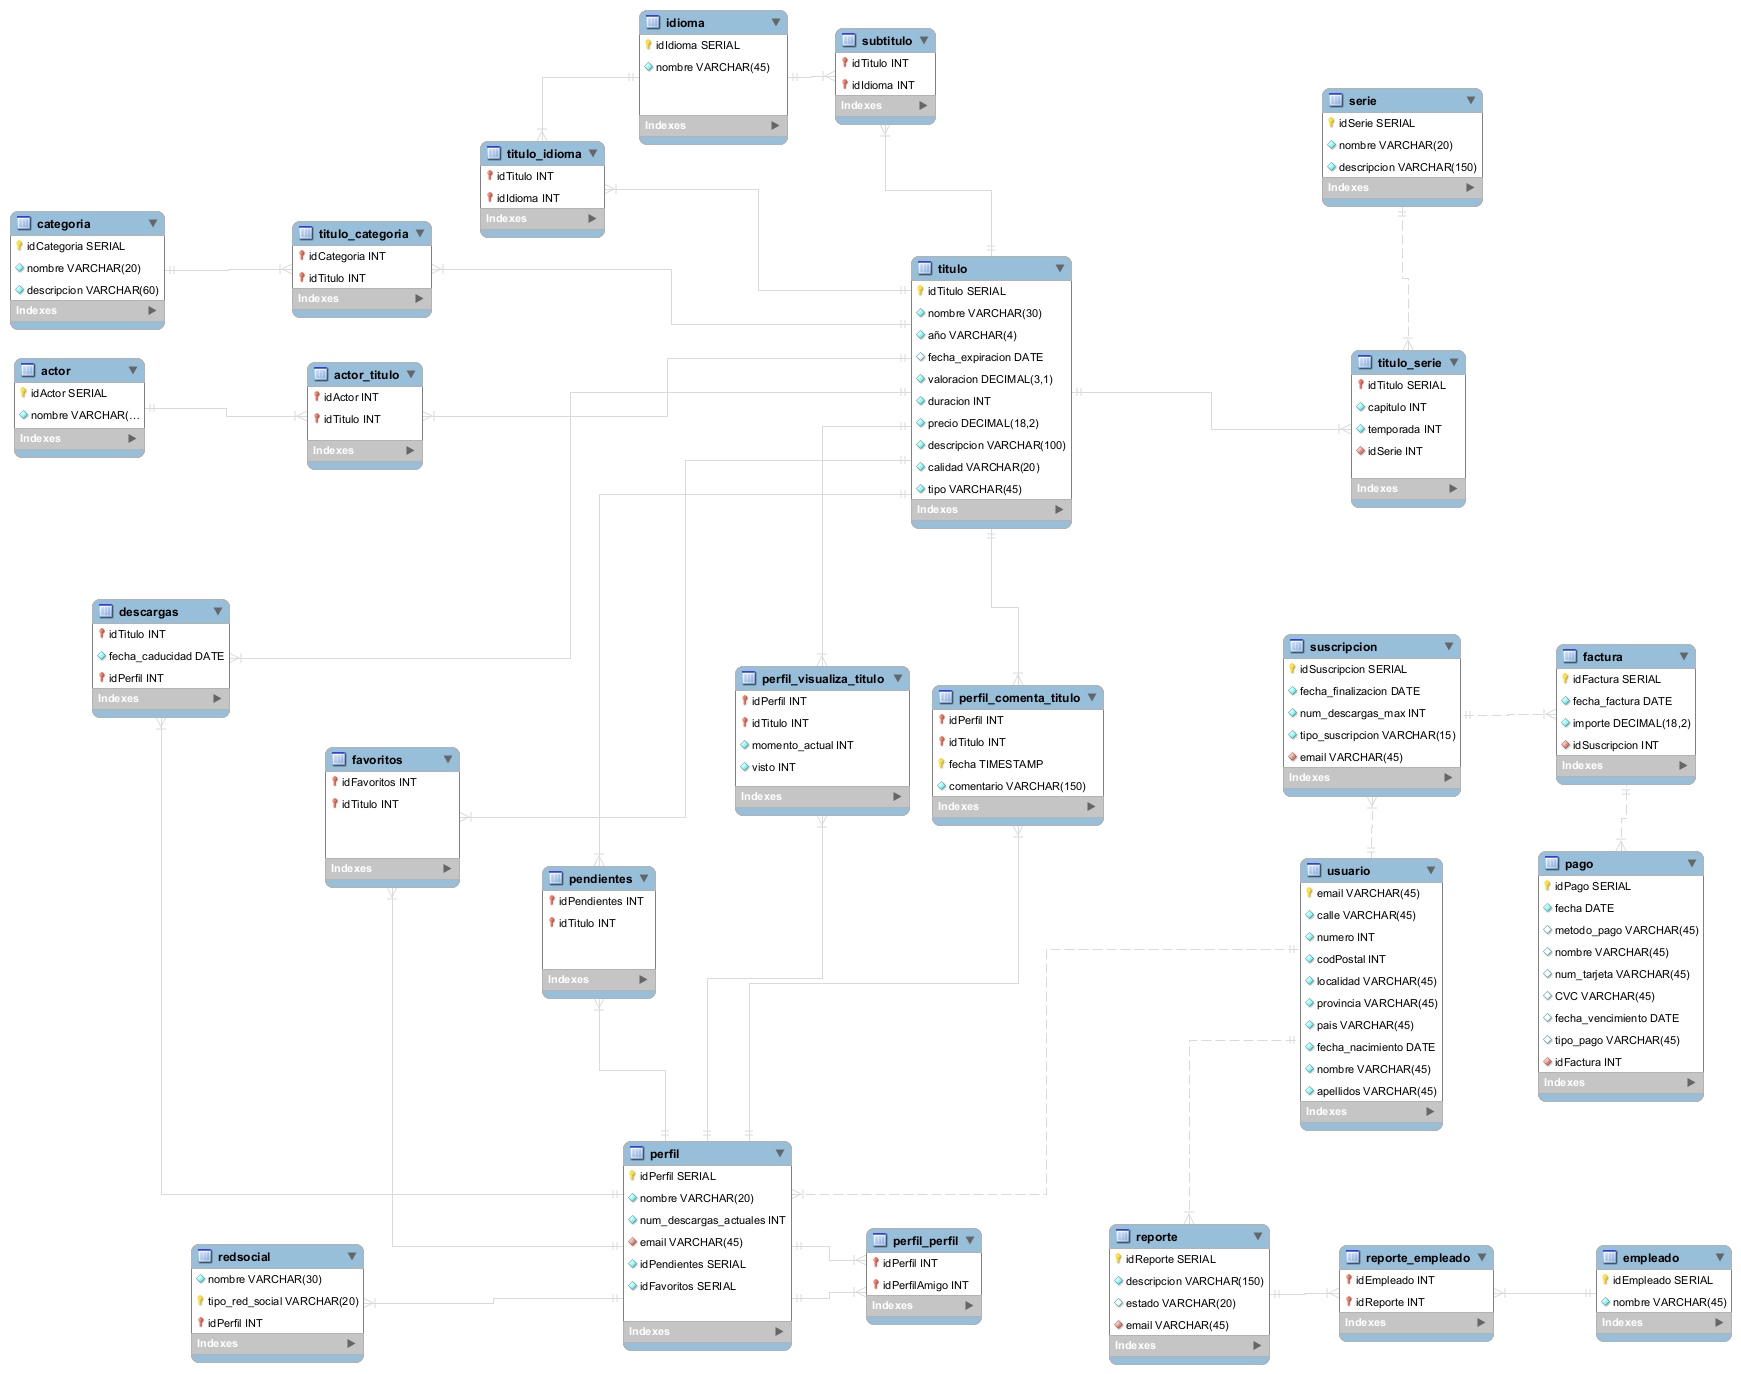 idioma
idIdioma SERIAL
nombre VARCHAR(45)
Indexes
subtitulo
idTitulo INT
idIdioma INT
Indexes
serie
idSerie SERIAL
nombre VARCHAR(20)
descripcion VARCHAR(150)
Indexes
titulo_idioma
idTitulo INT
idIdioma INT
Indexes
categoria
idCategoria SERIAL
nombre VARCHAR(20)
descripcion VARCHAR(60)
Indexes
titulo_categoria
idCategoria INT
idTitulo INT
Indexes
titulo
idTitulo SERIAL
nombre VARCHAR(30)
año VARCHAR(4)
fecha_expiracion DATE
valoracion DECIMAL(3,1)
duracion INT
precio DECIMAL(18,2)
descripcion VARCHAR(100)
calidad VARCHAR(20)
tipo VARCHAR(45)
Indexes
actor
idActor SERIAL
nombre VARCHAR(...
Indexes
actor_titulo
idActor INT
idTitulo INT
Indexes
titulo_serie
idTitulo SERIAL
capitulo INT
temporada INT
idSerie INT
Indexes
descargas
idTitulo INT
fecha_caducidad DATE
idPerfil INT
Indexes
perfil_visualiza_titulo
idPerfil INT
idTitulo INT
momento_actual INT
visto INT
Indexes
perfil_comenta_titulo
idPerfil INT
idTitulo INT
fecha TIMESTAMP
comentario VARCHAR(150)
Indexes
suscripcion
idSuscripcion SERIAL
fecha_finalizacion DATE
num_descargas_max INT
tipo_suscripcion VARCHAR(15)
email VARCHAR(45)
Indexes
factura
idFactura SERIAL
fecha_factura DATE
importe DECIMAL(18,2)
idSuscripcion INT
Indexes
favoritos
idFavoritos INT
idTitulo INT
Indexes
pendientes
idPendientes INT
idTitulo INT
Indexes
usuario
email VARCHAR(45)
calle VARCHAR(45)
numero INT
codPostal INT
localidad VARCHAR(45)
provincia VARCHAR(45)
pais VARCHAR(45)
fecha_nacimiento DATE
nombre VARCHAR(45)
apellidos VARCHAR(45)
Indexes
pago
idPago SERIAL
fecha DATE
metodo_pago VARCHAR(45)
nombre VARCHAR(45)
num_tarjeta VARCHAR(45)
CVC VARCHAR(45)
fecha_vencimiento DATE
tipo_pago VARCHAR(45)
idFactura INT
Indexes
perfil
idPerfil SERIAL
nombre VARCHAR(20)
num_descargas_actuales INT
email VARCHAR(45)
idPendientes SERIAL
idFavoritos SERIAL
Indexes
redsocial
nombre VARCHAR(30)
tipo_red_social VARCHAR(20)
idPerfil INT
Indexes
perfil_perfil
idPerfil INT
idPerfilAmigo INT
Indexes
reporte
idReporte SERIAL
descripcion VARCHAR(150)
estado VARCHAR(20)
email VARCHAR(45)
Indexes
reporte_empleado
idEmpleado INT
idReporte INT
Indexes
empleado
idEmpleado SERIAL
nombre VARCHAR(45)
Indexes